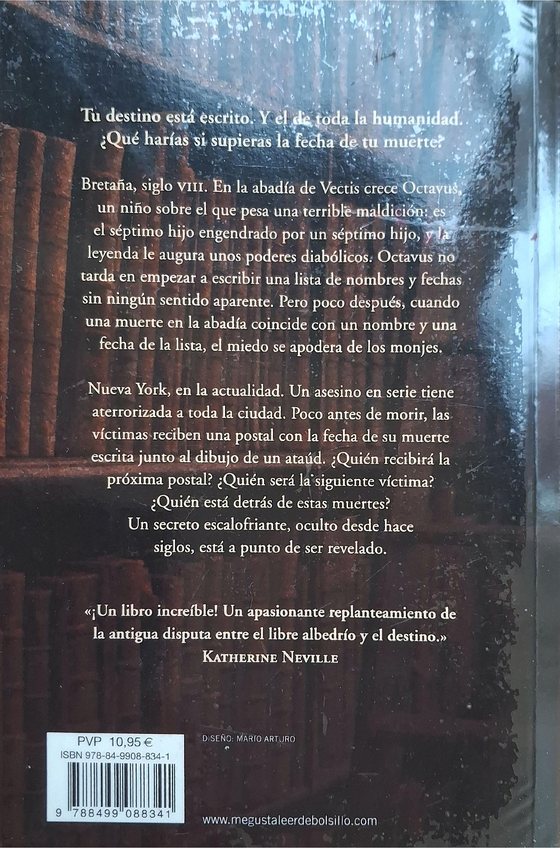 Tu destino está escrito. Y el de toda la humanidad.
¿Qué harías si supieras la fecha de tu muerte?
Bretaña, siglo VIII. En la abadía de Vectis crece Octavus,
un niño sobre el que pesa una terrible maldición: es
el séptimo hijo engendrado por un séptimo hijo, y la
leyenda le augura unos poderes diabólicos. Octavus no
tarda en empezar a escribir una lista de nombres y fechas
sin ningún sentido aparente. Pero poco después, cuando
una muerte en la abadía coincide con un nombre y una
fecha de la lista, el miedo se apodera de los monjes.
Nueva York, en la actualidad. Un asesino en serie tiene
aterrorizada a toda la ciudad. Poco antes de morir, las
víctimas reciben una postal con la fecha de su muerte
escrita junto al dibujo de un ataúd. ¿Quién recibirá la
próxima postal? ¿Quién será la siguiente víctima?
¿Quién está detrás de estas muertes?
Un secreto escalofriante, oculto desde hace
siglos, está a punto de ser revelado.
«¡Un libro increíble! Un apasionante replanteamiento de
la antigua disputa entre el libre albedrío y el destino.»
KATHERINE NEVILLE
PVP 10,95 €
ISBN 978-84-9908-834-1
9 788499 088341
DISEÑO: MARIO ARTURO
www.megustaleerdebolsillo.com